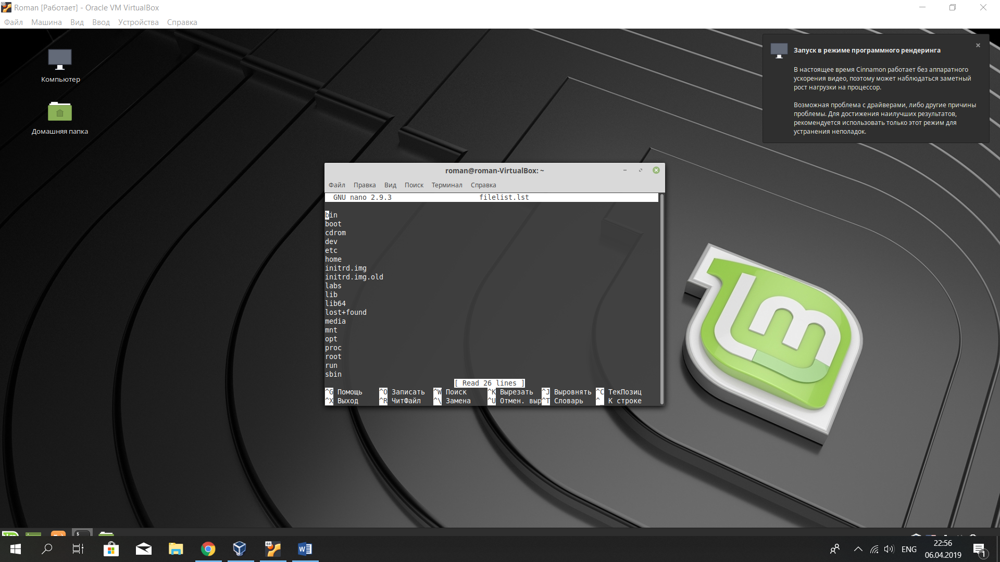 Roman [Работает] - Oracle VM VirtualBox
Файл Машина Вид Ввод Устройства Справка
Компьютер
Домашняя папка
Запуск в режиме программного рендеринга
В настоящее время Cinnamon работает без аппаратного
ускорения видео, поэтому может наблюдаться заметный
рост нагрузки на процессор.
Возможная проблема с драйверами, либо другие причины
проблемы. Для достижения наилучших результатов,
рекомендуется использовать только этот режим для
устранения неполадок.
roman@roman-VirtualBox: ~
Файл Правка Вид Поиск Терминал Справка
GNU nano 2.9.3 filelist.lst
bin
boot
cdrom
dev
etc
home
initrd.img
initrd.img.old
labs
lib
lib64
lost+found
media
mnt
opt
proc
root
run
sbin
[ Read 26 lines ]
^G Помощь ^O Записать ^W Поиск ^K Вырезать ^J Выровнять ^C ТекПозиц
^X Выход ^R ЧитФайл ^\ Замена ^U Отмен. выр^T Словарь ^_ К строке
ENG
22:56
06.04.2019
1